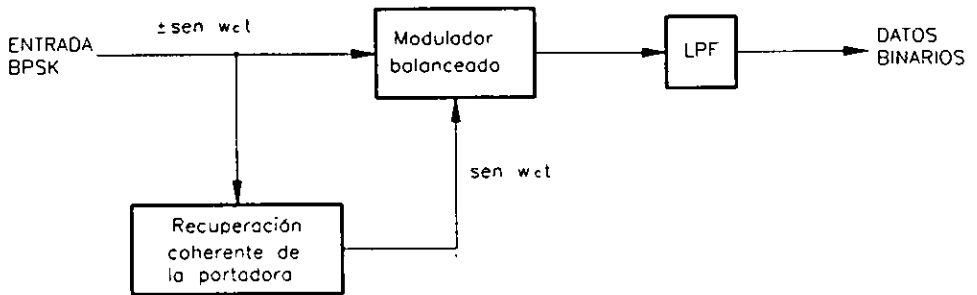 ± sen wct
ENTRADA
BPSK
Modulador
balanceado
LPF
DATOS
BINARIOS
sen wct
Recuperación
coherente de
la portadora